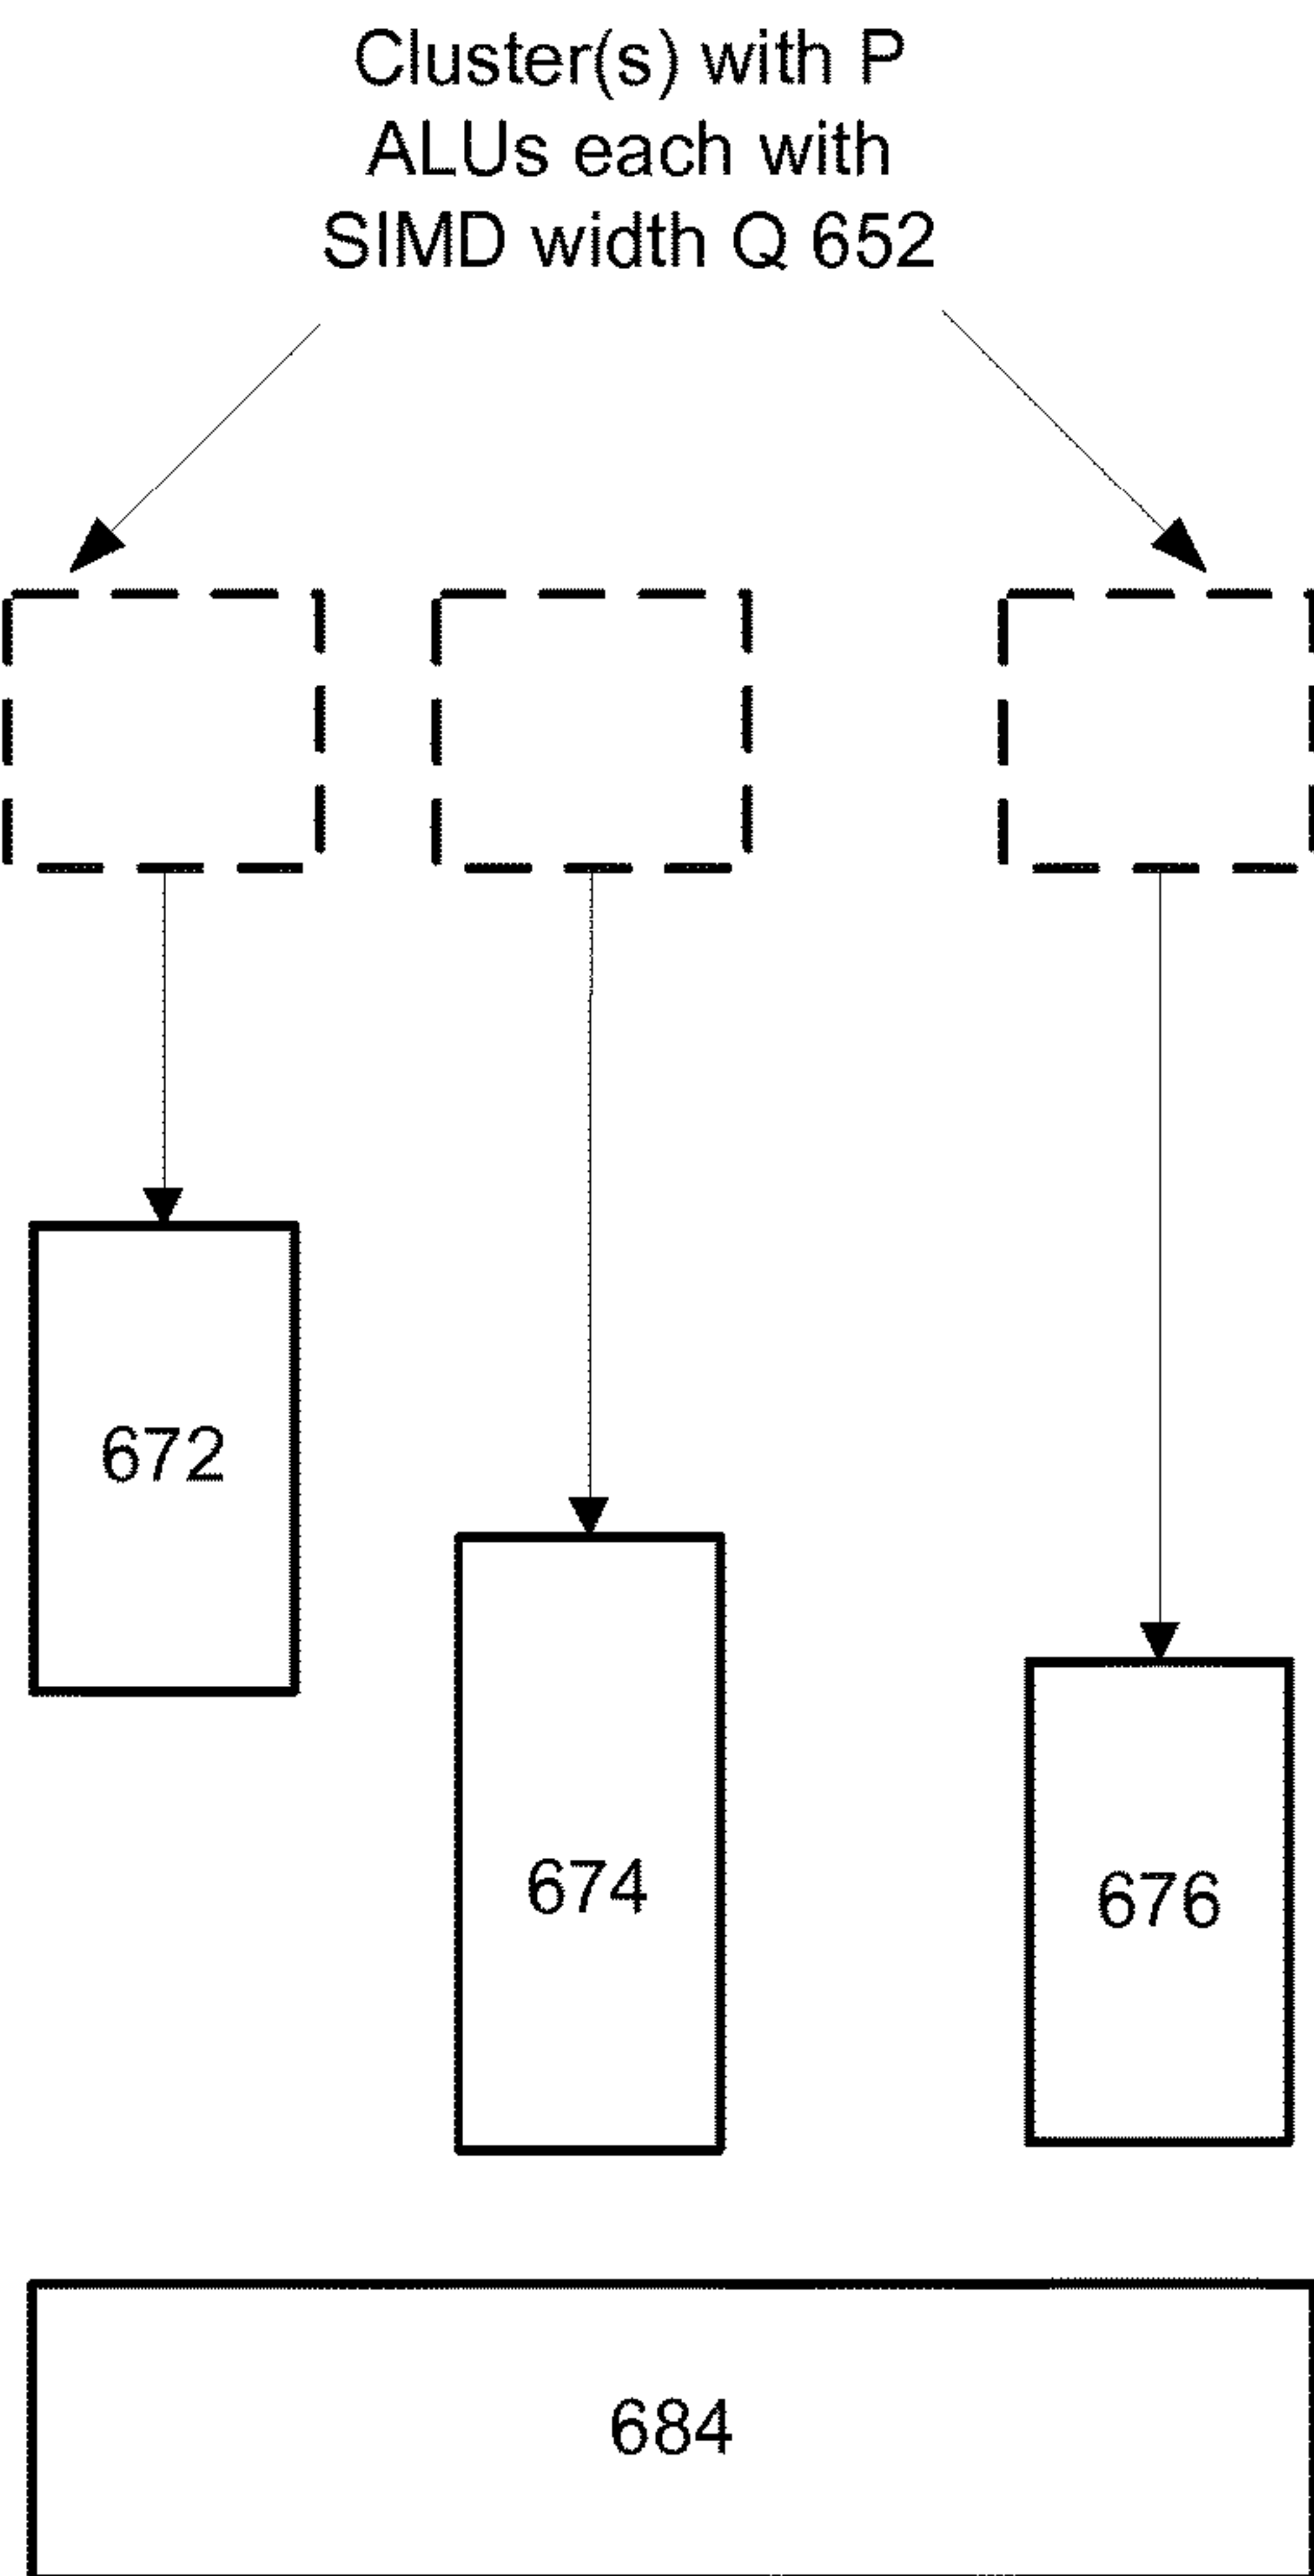 Cluster(s) with P
ALUs each with
SIMD width Q 652
672
674
676
684